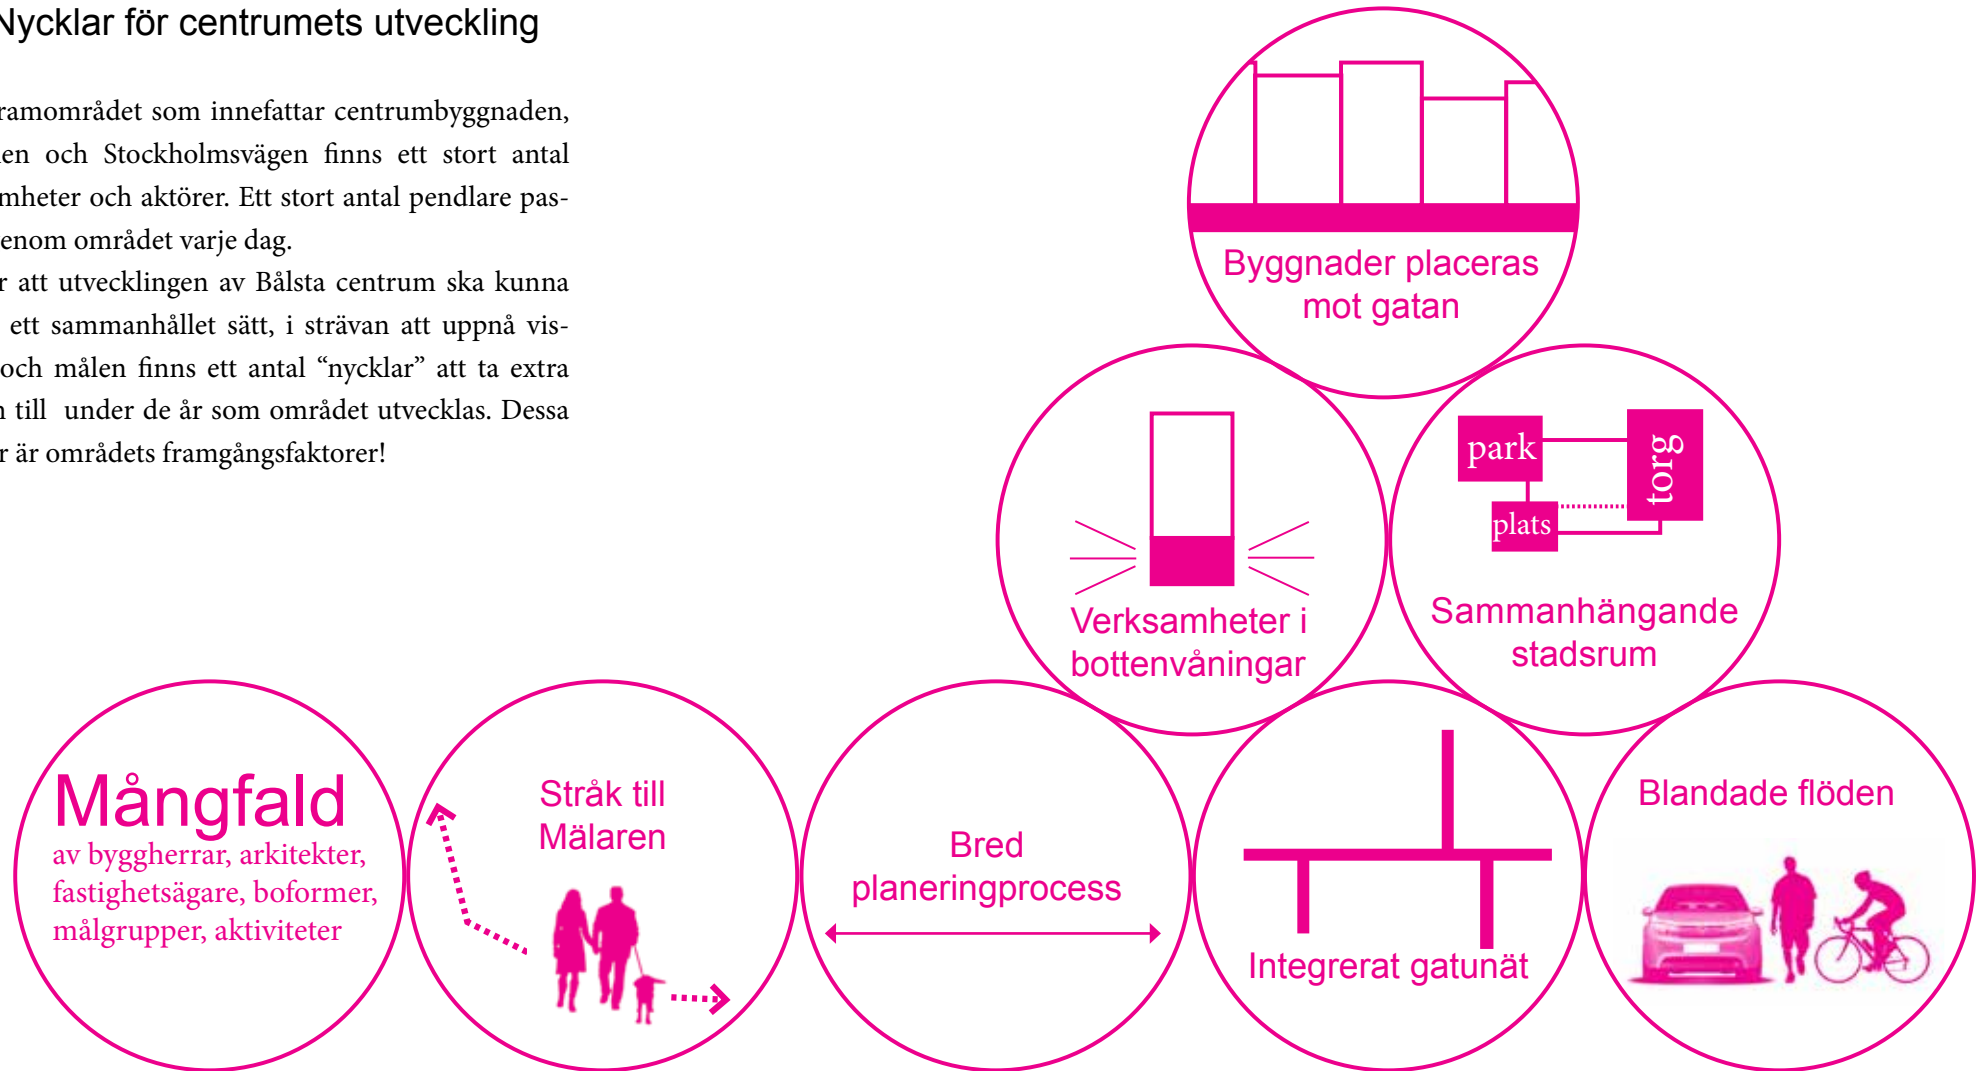 Nycklar för centrumets utveckling
ramområdet som innefattar centrumbyggnaden,
en och Stockholmsvägen finns ett stort antal
mheter och aktörer. Ett stort antal pendlare pas-
enom området varje dag.
r att utvecklingen av Bålsta centrum ska kunna
ett sammanhållet sätt, i strävan att uppnå vis-
och målen finns ett antal “nycklar” att ta extra
n till under de år som området utvecklas. Dessa
r är områdets framgångsfaktorer!
Byggnader placeras
mot gatan
Verksamheter i
bottenvåningar
park
torg
plats
Sammanhängande
stadsrum
Mångfald
av byggherrar, arkitekter,
fastighetsägare, boformer,
målgrupper, aktiviteter
Stråk till
Mälaren
Bred
planeringprocess
Integrerat gatunät
Blandade flöden